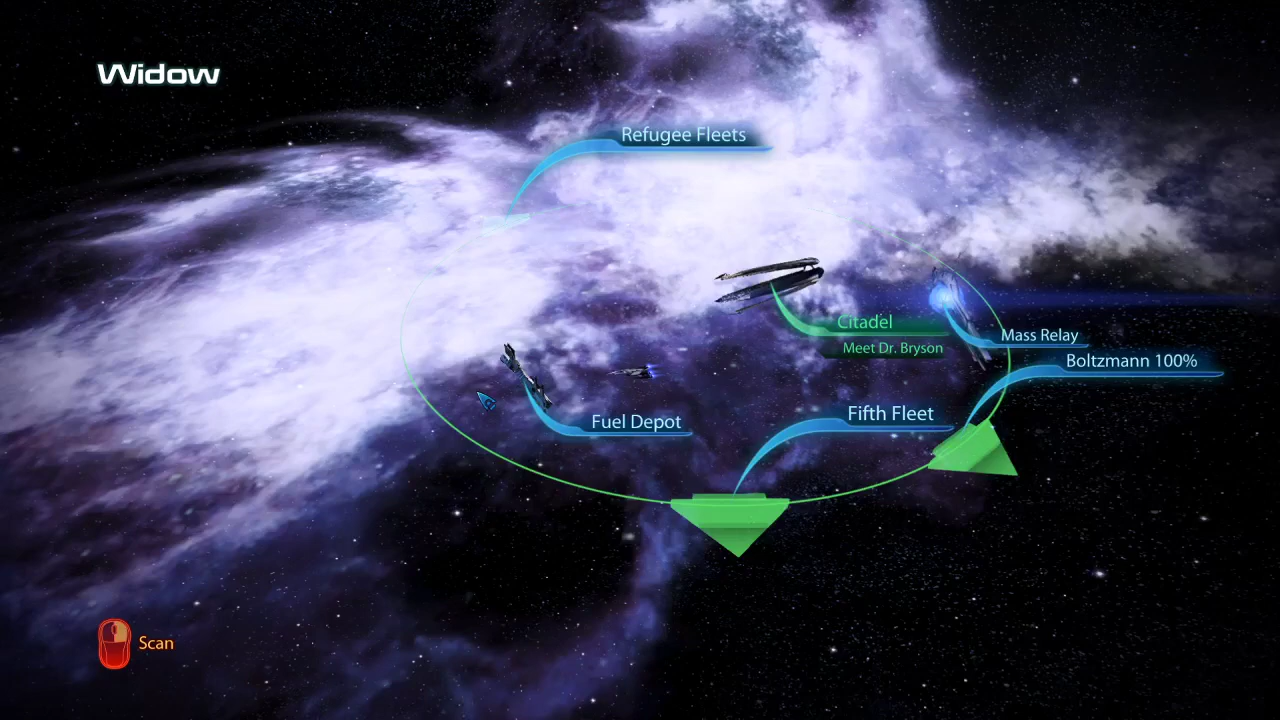 Widow
Refugee Fleets
Citadel
Meet Dr. Bryson
Mass Relay
Boltzmann 100%
Fifth Fleet
Fuel Depot
Scan